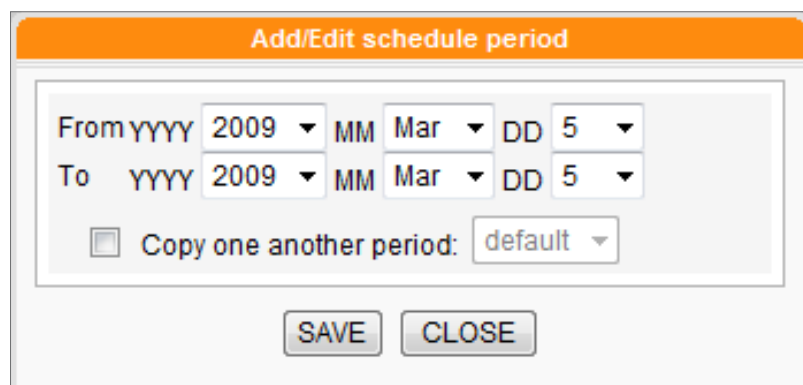 Add/Edit schedule period
From YYYY 2009 MM Mar DD 5
To YYYY 2009 MM Mar DD 5
Copy one another period: default
SAVE CLOSE